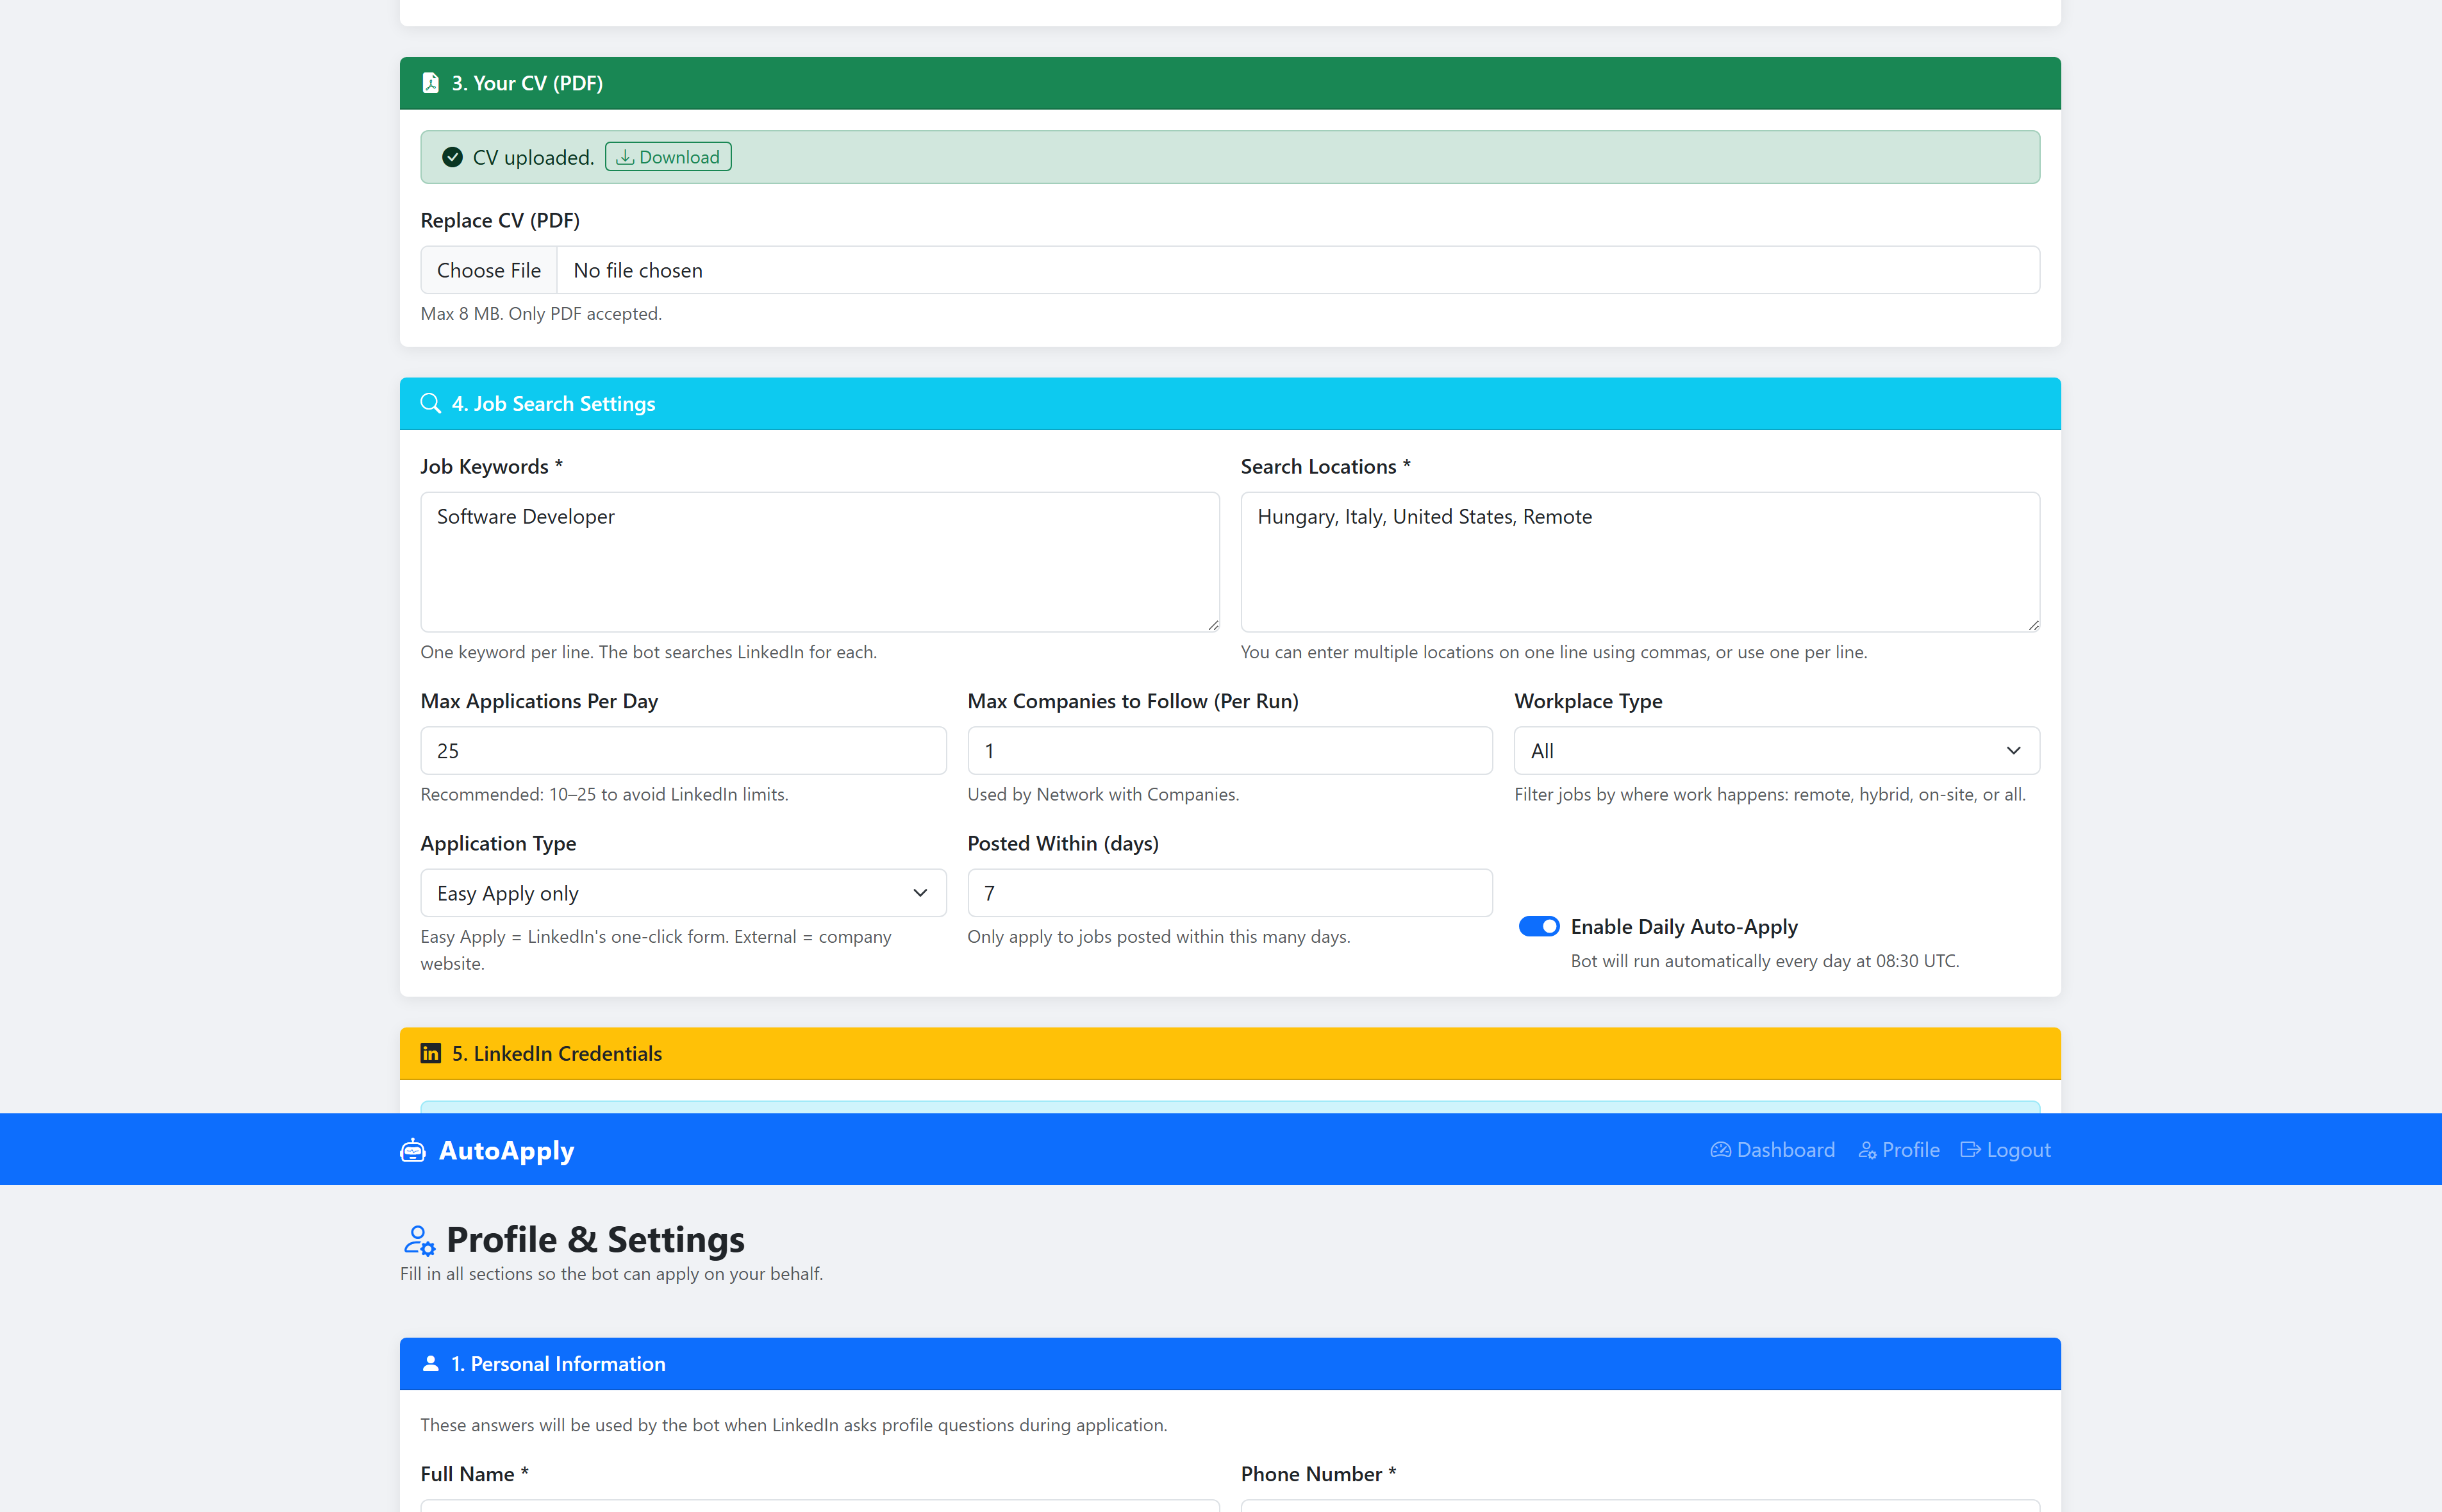 3. Your CV (PDF)
CV uploaded. Download
Replace CV (PDF)
Choose File No file chosen
Max 8 MB. Only PDF accepted.
4. Job Search Settings
Job Keywords *
Software Developer
One keyword per line. The bot searches LinkedIn for each.
Search Locations *
Hungary, Italy, United States, Remote
You can enter multiple locations on one line using commas, or use one per line.
Max Applications Per Day
25
Recommended: 10–25 to avoid LinkedIn limits.
Max Companies to Follow (Per Run)
1
Used by Network with Companies.
Workplace Type
All
Filter jobs by where work happens: remote, hybrid, on-site, or all.
Application Type
Easy Apply only
Easy Apply = LinkedIn's one-click form. External = company
website.
Posted Within (days)
7
Only apply to jobs posted within this many days.
Enable Daily Auto-Apply
Bot will run automatically every day at 08:30 UTC.
in 5. LinkedIn Credentials
AutoApply
Dashboard Profile Logout
Profile & Settings
Fill in all sections so the bot can apply on your behalf.
1. Personal Information
These answers will be used by the bot when LinkedIn asks profile questions during application.
Full Name *
Phone Number *